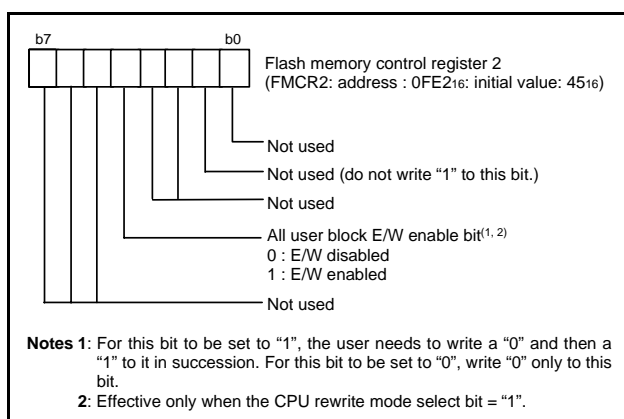 b7 b0
Flash memory control register 2
(FMCR2: address : 0FE216: initial value: 4516)
Not used
Not used (do not write “1” to this bit.)
Not used
All user block E/W enable bit(1, 2)
0 : E/W disabled
1 : E/W enabled
Not used
Notes 1: For this bit to be set to “1”, the user needs to write a “0” and then a
“1” to it in succession. For this bit to be set to “0”, write “0” only to this
bit.
2: Effective only when the CPU rewrite mode select bit = “1”.